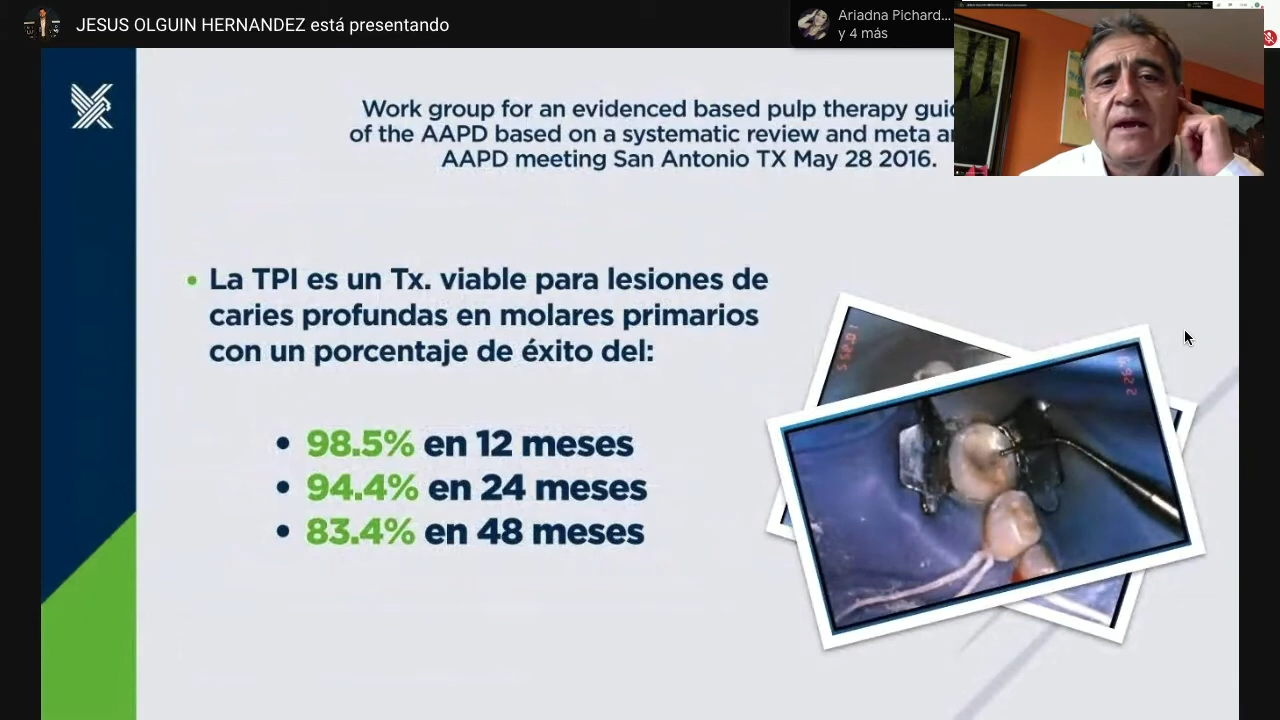 JESUS OLGUIN HERNANDEZ está presentando
Ariadna Pichard...
y 4 más
Work group for an evidenced based pulp therapy
of the AAPD based on a systematic review and meta
AAPD meeting San Antonio TX May 28 2016.
• La TPI es un Tx. viable para lesiones de
caries profundas en molares primarios
con un porcentaje de éxito del:
• 98.5% en 12 meses
• 94.4% en 24 meses
• 83.4% en 48 meses